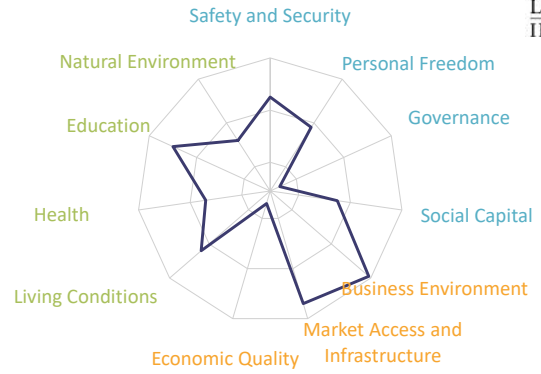 Safety and Security
Natural Environment
Personal Freedom
Education
Governance
Health
Social Capital
Business Environment
Living Conditions
Market Access and
Infrastructure
Economic Quality